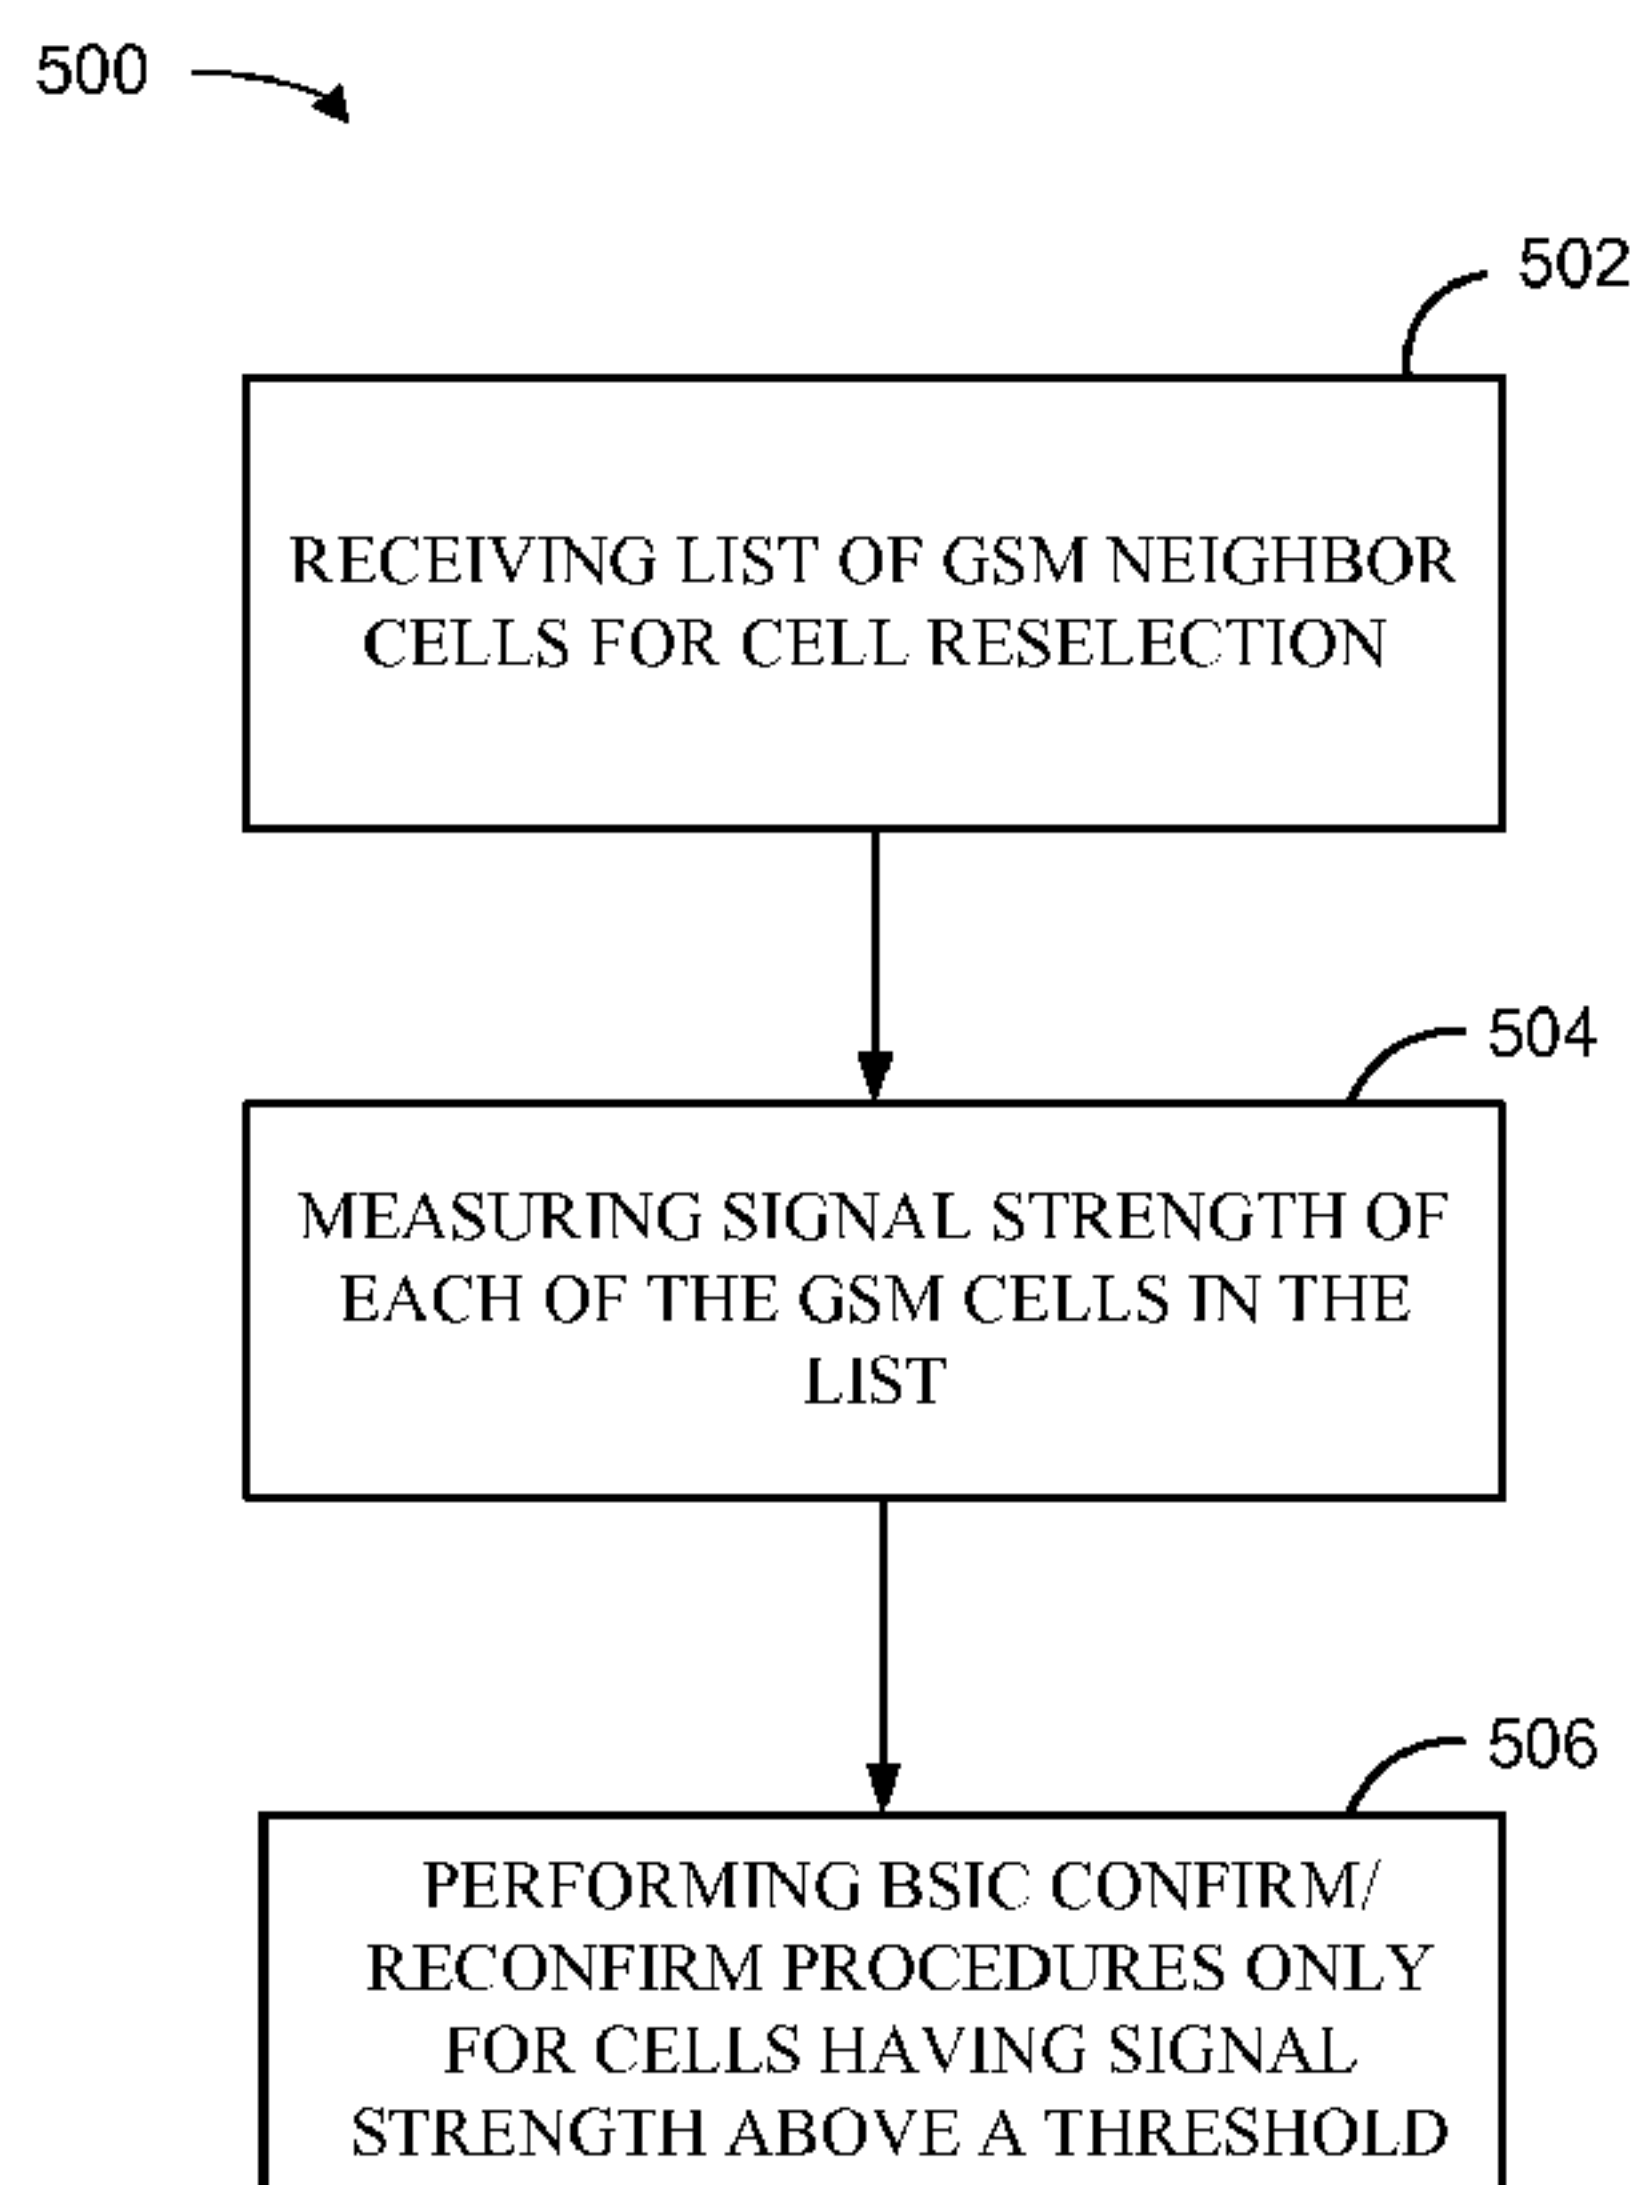 500
502
RECEIVING LIST OF GSM NEIGHBOR
CELLS FOR CELL RESELECTION
504
MEASURING SIGNAL STRENGTH OF
EACH OF THE GSM CELLS IN THE
LIST
506
PERFORMING BSIC CONFIRM/
RECONFIRM PROCEDURES ONLY
FOR CELLS HAVING SIGNAL
STRENGTH ABOVE A THRESHOLD